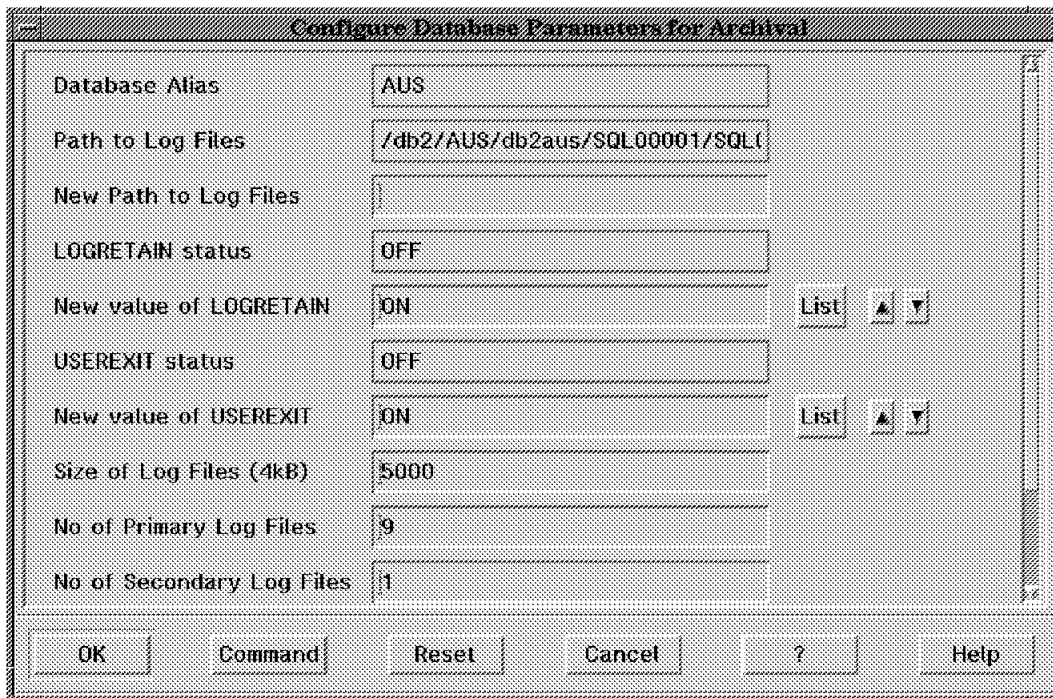 Configure Database Parameters for Archival
Database Alias AUS
Path to Log Files /db2/AUS/db2aus/SQL00001/SQL(
New Path to Log Files
LOGRETAIN status OFF
New value of LOGRETAIN ON List
USEREXIT status OFF
New value of USEREXIT ON List
Size of Log Files (4kB) 5000
No of Primary Log Files 9
No of Secondary Log Files 1
OK Command Reset Cancel ? Help